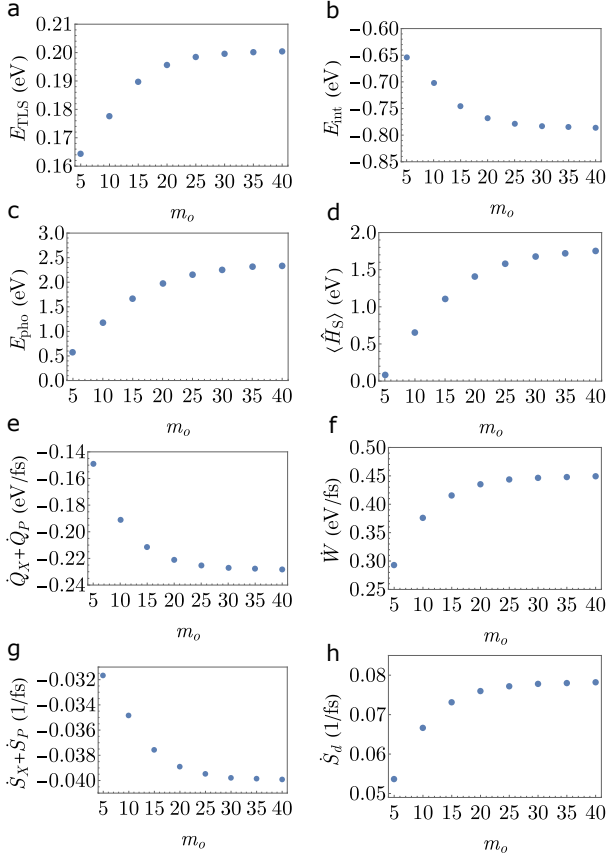 a
E_TLS (eV)
0.21
0.20
0.19
0.18
0.17
0.16
5 10 15 20 25 30 35 40
m_o
b
E_int (eV)
−0.60
−0.65
−0.70
−0.75
−0.80
−0.85
5 10 15 20 25 30 35 40
m_o
c
E_pho (eV)
3.0
2.5
2.0
1.5
1.0
0.5
0.0
5 10 15 20 25 30 35 40
m_o
d
⟨Ĥ_S⟩ (eV)
2.0
1.5
1.0
0.5
0.0
5 10 15 20 25 30 35 40
m_o
e
Q̇_X+Q̇_P (eV/fs)
−0.14
−0.16
−0.18
−0.20
−0.22
−0.24
5 10 15 20 25 30 35 40
m_o
f
Ẇ (eV/fs)
0.50
0.45
0.40
0.35
0.30
0.25
5 10 15 20 25 30 35 40
m_o
g
Ṡ_X+Ṡ_P (1/fs)
−0.032
−0.034
−0.036
−0.038
−0.040
5 10 15 20 25 30 35 40
m_o
h
Ṡ_d (1/fs)
0.08
0.07
0.06
0.05
5 10 15 20 25 30 35 40
m_o